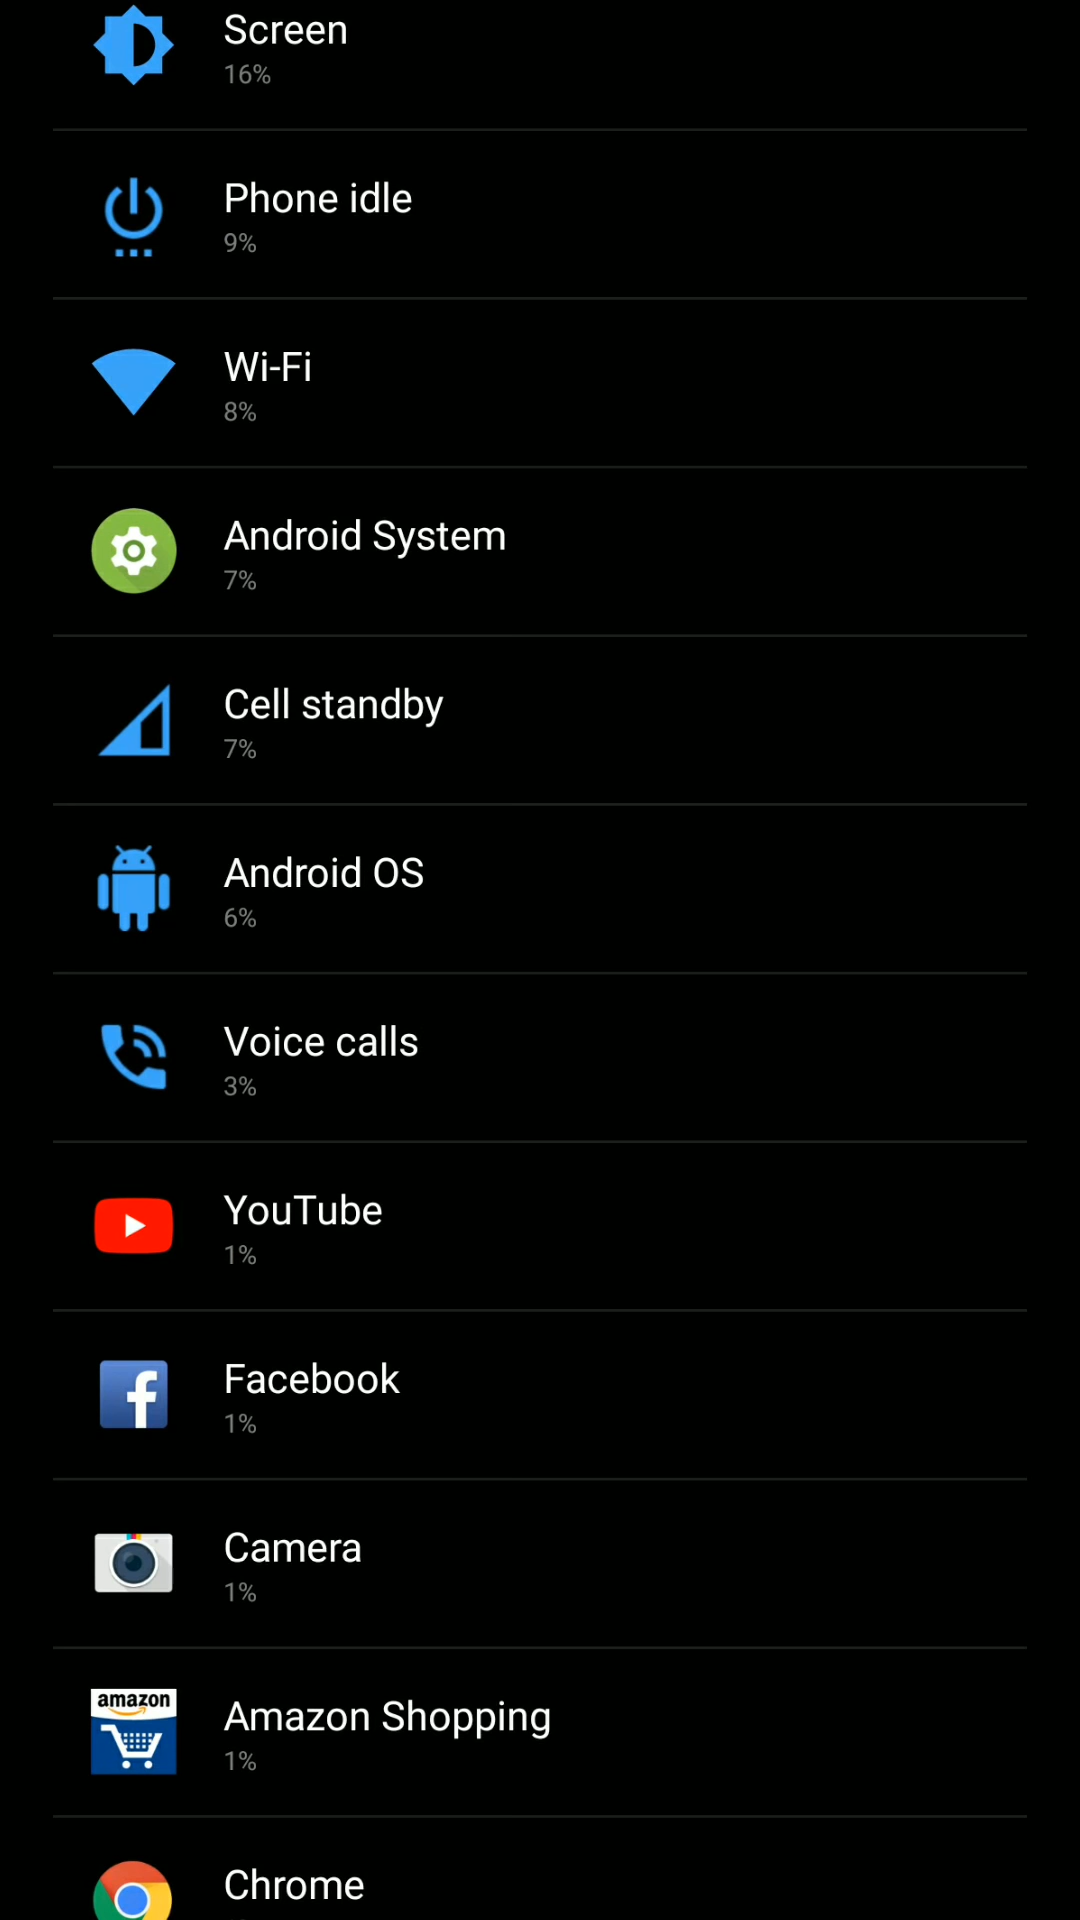 Screen
16%
Phone idle
9%
Wi-Fi
8%
Android System
7%
Cell standby
7%
Android OS
6%
Voice calls
3%
YouTube
1%
Facebook
1%
Camera
1%
amazon
Amazon Shopping
1%
Chrome